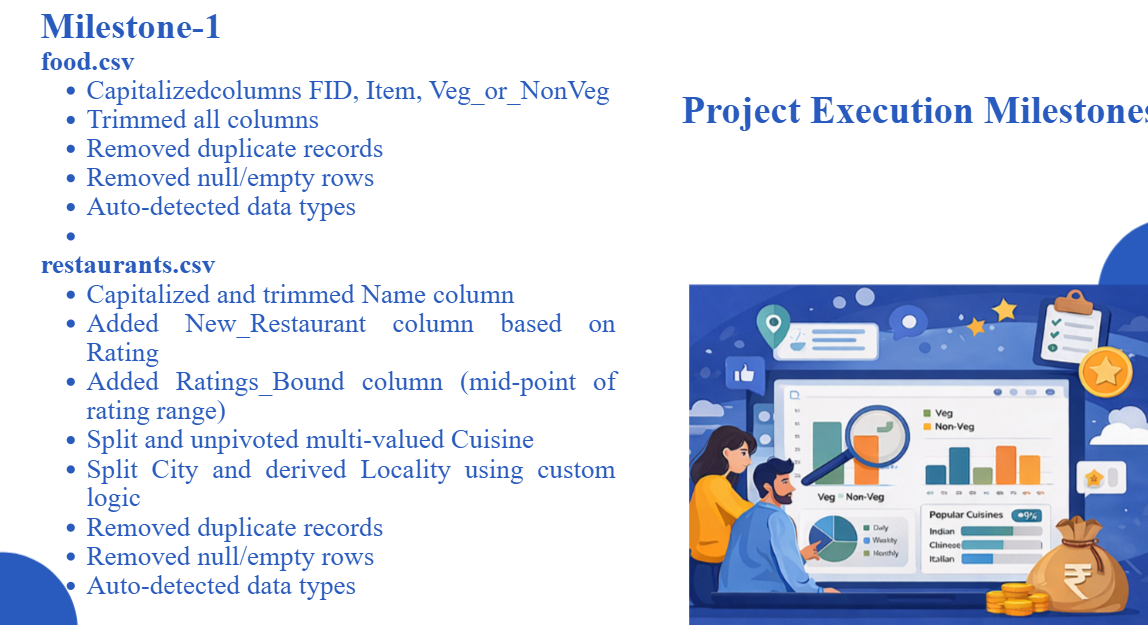 Milestone-1
food.csv
• Capitalizedcolumns FID, Item, Veg_or_NonVeg
• Trimmed all columns
• Removed duplicate records
• Removed null/empty rows
• Auto-detected data types
•
restaurants.csv
• Capitalized and trimmed Name column
• Added New_Restaurant column based on
Rating
• Added Ratings_Bound column (mid-point of
rating range)
• Split and unpivoted multi-valued Cuisine
• Split City and derived Locality using custom
logic
• Removed duplicate records
• Removed null/empty rows
• Auto-detected data types
Project Execution Milestones
Veg
Non-Veg
Veg Non-Veg
Daily
Weality
Monthly
Popular Cuisines
9%
Indian
Chinese
Italian
₹